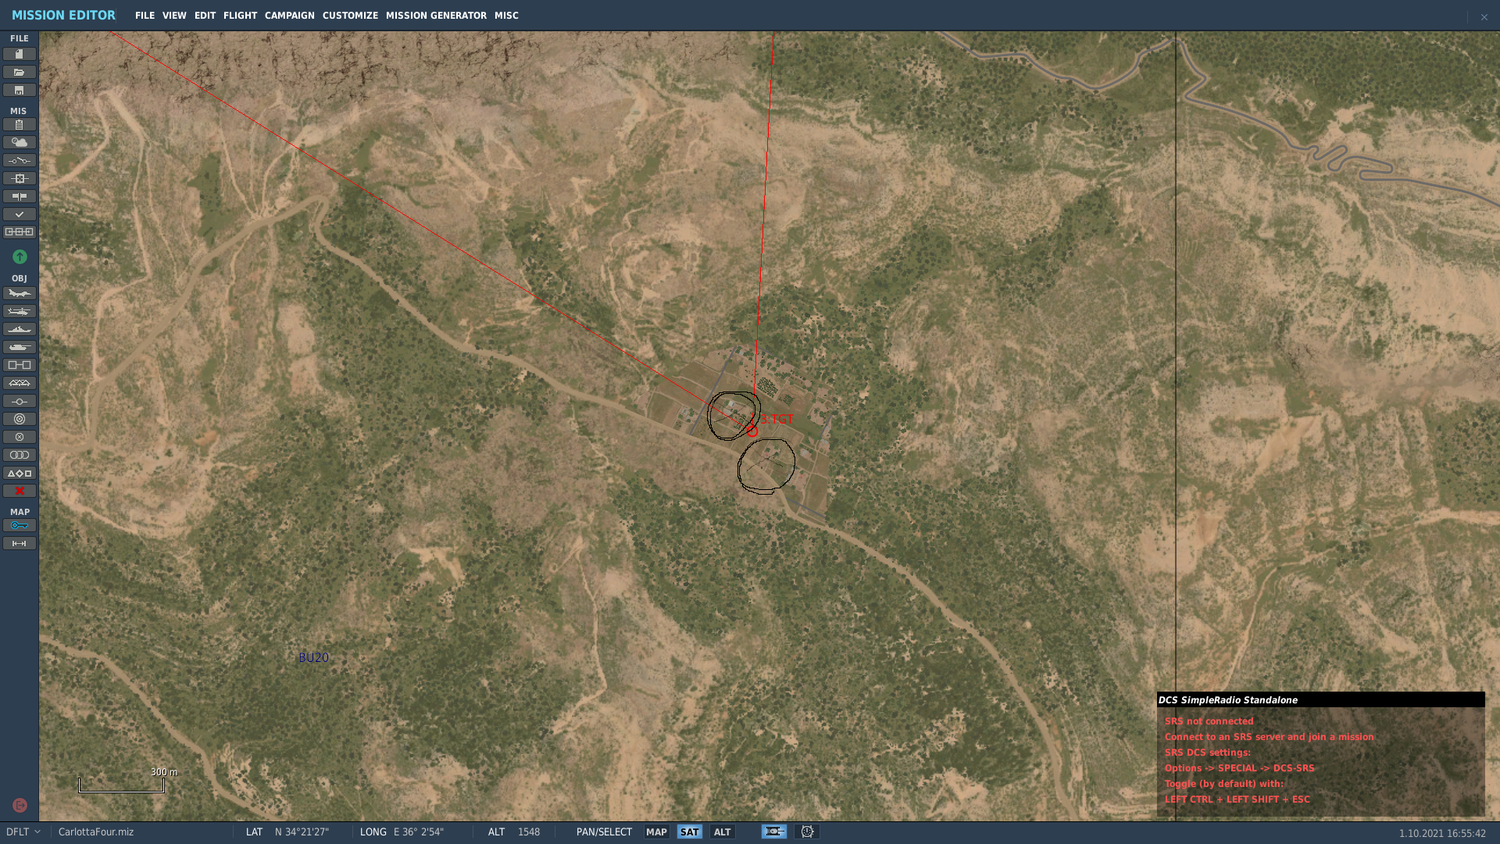 MISSION EDITOR FILE VIEW EDIT FLIGHT CAMPAIGN CUSTOMIZE MISSION GENERATOR MISC
FILE
MIS
OBJ
MAP
3:TGT
BU20
300 m
DCS SimpleRadio Standalone
SRS not connected
Connect to an SRS server and join a mission
SRS DCS settings:
Options -> SPECIAL -> DCS-SRS
Toggle (by default) with:
LEFT CTRL + LEFT SHIFT + ESC
DFLT CarlottaFour.miz LAT N 34°21'27" LONG E 36° 2'54" ALT 1548 PAN/SELECT MAP SAT ALT 1.10.2021 16:55:42